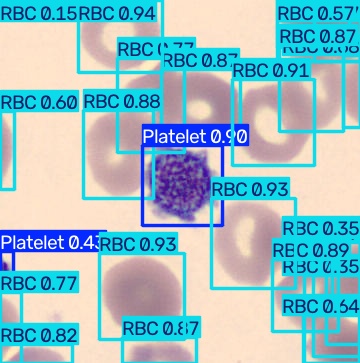 RBC 0.15
RBC 0.94
RBC 0.57
RBC 0.87
RBC 0.77
RBC 0.87
RBC 0.91
RBC 0.60
RBC 0.88
Platelet 0.90
RBC 0.93
RBC 0.35
Platelet 0.43
RBC 0.93
RBC 0.89
RBC 0.35
RBC 0.77
RBC 0.64
RBC 0.82
RBC 0.87